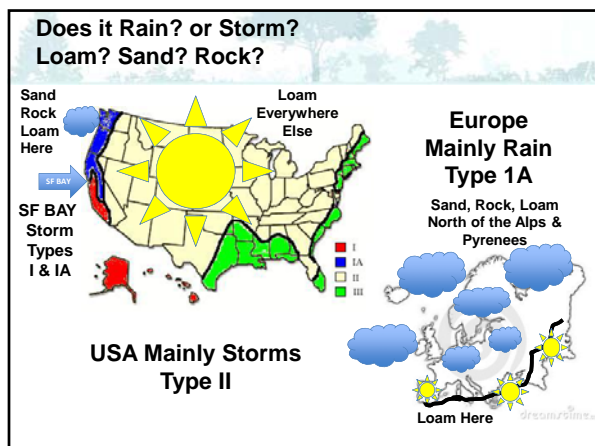 Does it Rain? or Storm?
Loam? Sand? Rock?
Sand
Rock
Loam
Here
Loam
Everywhere
Else
SF BAY
SF BAY
Storm
Types
I & IA
I
IA
II
III
USA Mainly Storms
Type II
Europe
Mainly Rain
Type 1A
Sand, Rock, Loam
North of the Alps &
Pyrenees
Loam Here
dreamstime